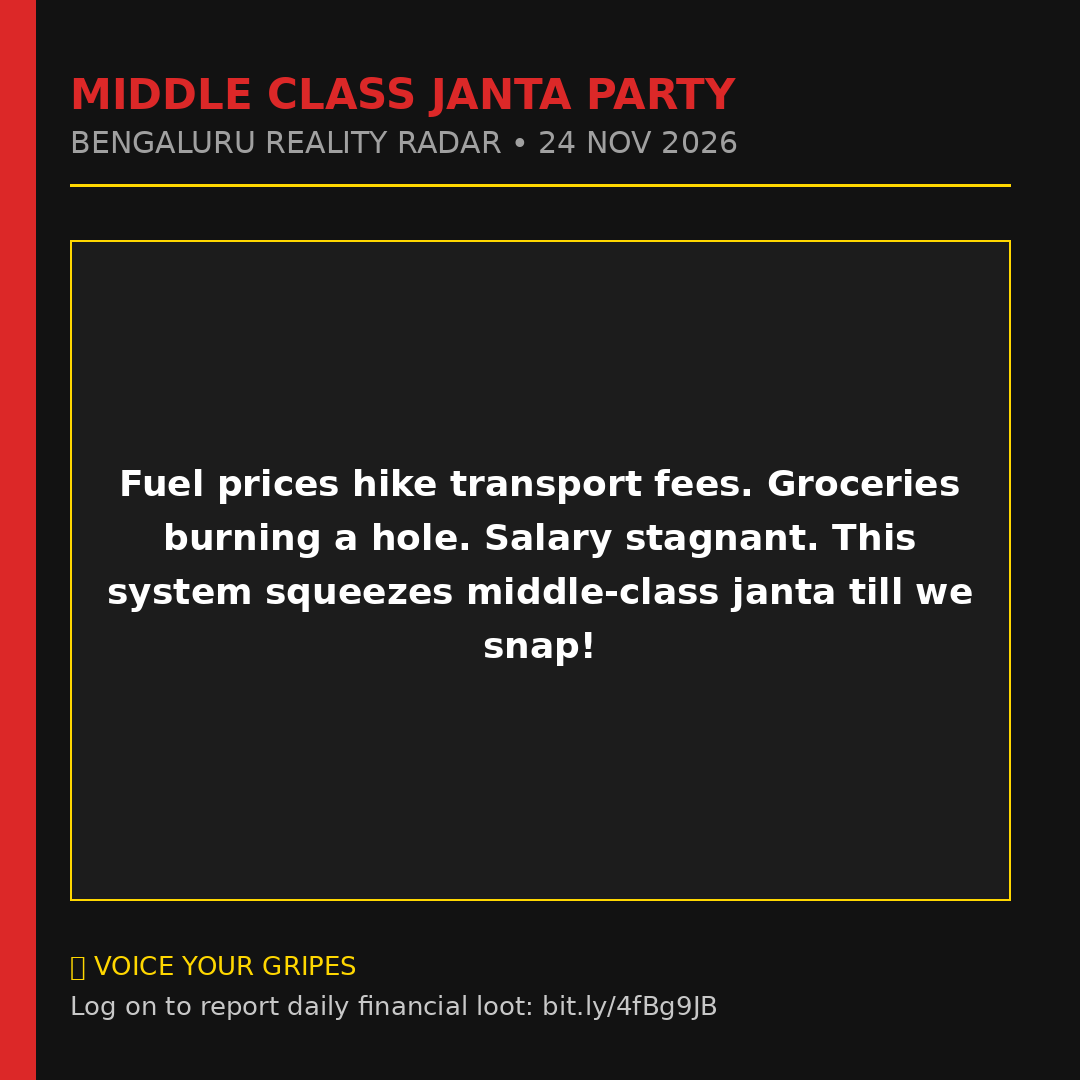 MIDDLE CLASS JANTA PARTY
BENGALURU REALITY RADAR • 24 NOV 2026
Fuel prices hike transport fees. Groceries
burning a hole. Salary stagnant. This
system squeezes middle-class janta till we
snap!
VOICE YOUR GRIPES
Log on to report daily financial loot: bit.ly/4fBg9JB